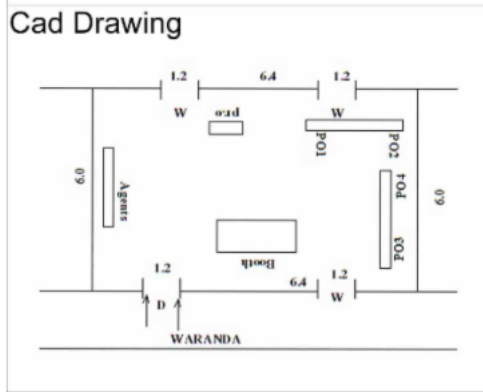 Cad Drawing
1.2 6.4 1.2
W pro W
PO1 PO2
6.0 Agents PO4 6.0
PO3
Booth
1.2 6.4 1.2
D W
WARANDA